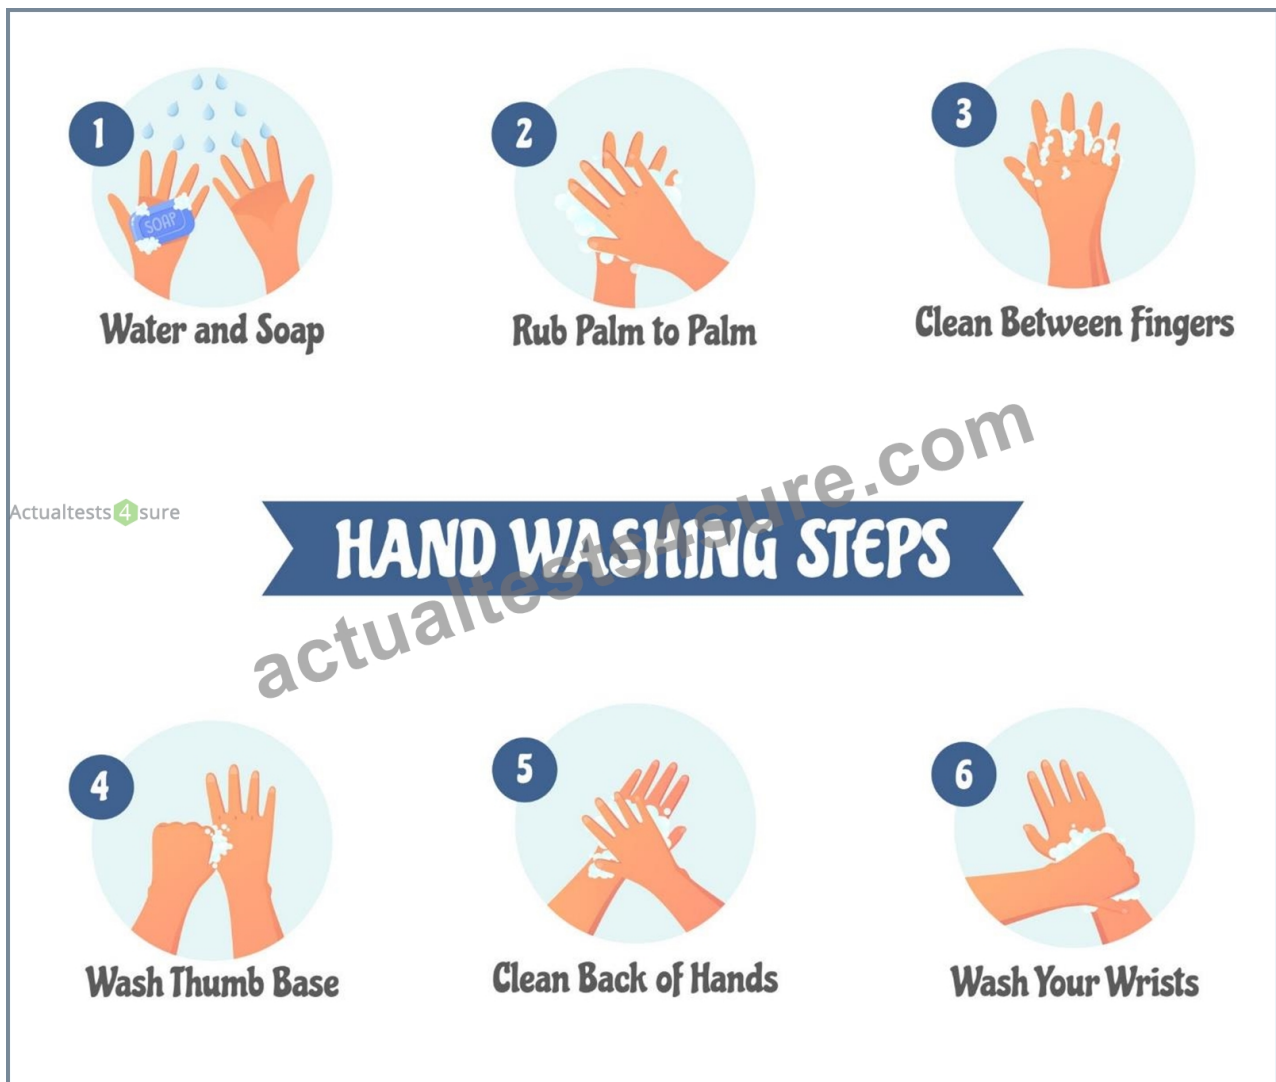 1
2
3
SOAP
Water and Soap
Rub Palm to Palm
Clean Between Fingers
Actualtests4sure
HAND WASHING STEPS
actualtests4sure.com
4
5
6
Wash Thumb Base
Clean Back of Hands
Wash Your Wrists